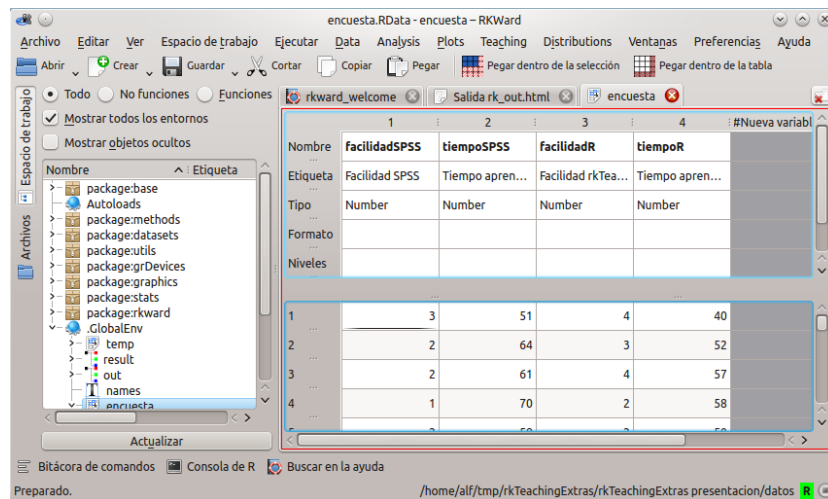 encuesta.RData - encuesta – RKWard
Archivo Editar Ver Espacio de trabajo Ejecutar Data Analysis Plots Teaching Distributions Ventanas Preferencias Ayuda
Abrir Crear Guardar Cortar Copiar Pegar Pegar dentro de la selección Pegar dentro de la tabla
Espacio de trabajo
Archivos
Todo No funciones Funciones
Mostrar todos los entornos
Mostrar objetos ocultos
Nombre Etiqueta
package:base
Autoloads
package:methods
package:datasets
package:utils
package:grDevices
package:graphics
package:stats
package:rkward
.GlobalEnv
temp
result
out
names
encuesta
Actualizar
rkward_welcome Salida rk_out.html encuesta
1 2 3 4 #Nueva variabl
Nombre facilidadSPSS tiempoSPSS facilidadR tiempoR
Etiqueta Facilidad SPSS Tiempo apren... Facilidad rkTea... Tiempo apren...
Tipo Number Number Number Number
Formato
Niveles
1 3 51 4 40
2 2 64 3 52
3 2 61 4 57
4 1 70 2 58
Bitácora de comandos Consola de R Buscar en la ayuda
Preparado. /home/alf/tmp/rkTeachingExtras/rkTeachingExtras presentacion/datos R